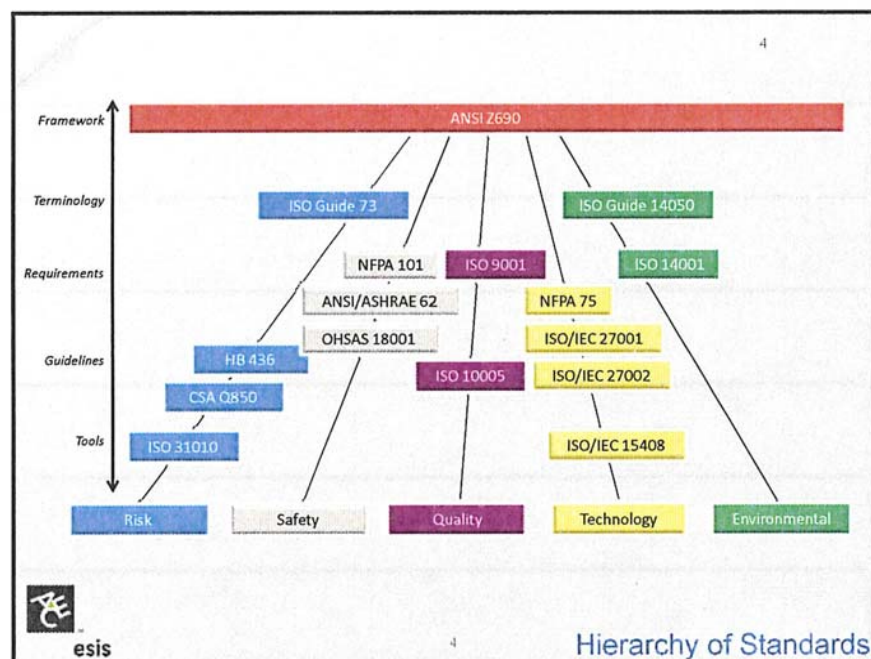 4
Framework
ANSI Z690
Terminology
ISO Guide 73
ISO Guide 14050
Requirements
NFPA 101
ISO 9001
ISO 14001
ANSI/ASHRAE 62
NFPA 75
OHSAS 18001
ISO/IEC 27001
Guidelines
HB 436
ISO 10005
ISO/IEC 27002
CSA Q850
Tools
ISO 31010
ISO/IEC 15408
Risk
Safety
Quality
Technology
Environmental
esis
4
Hierarchy of Standards